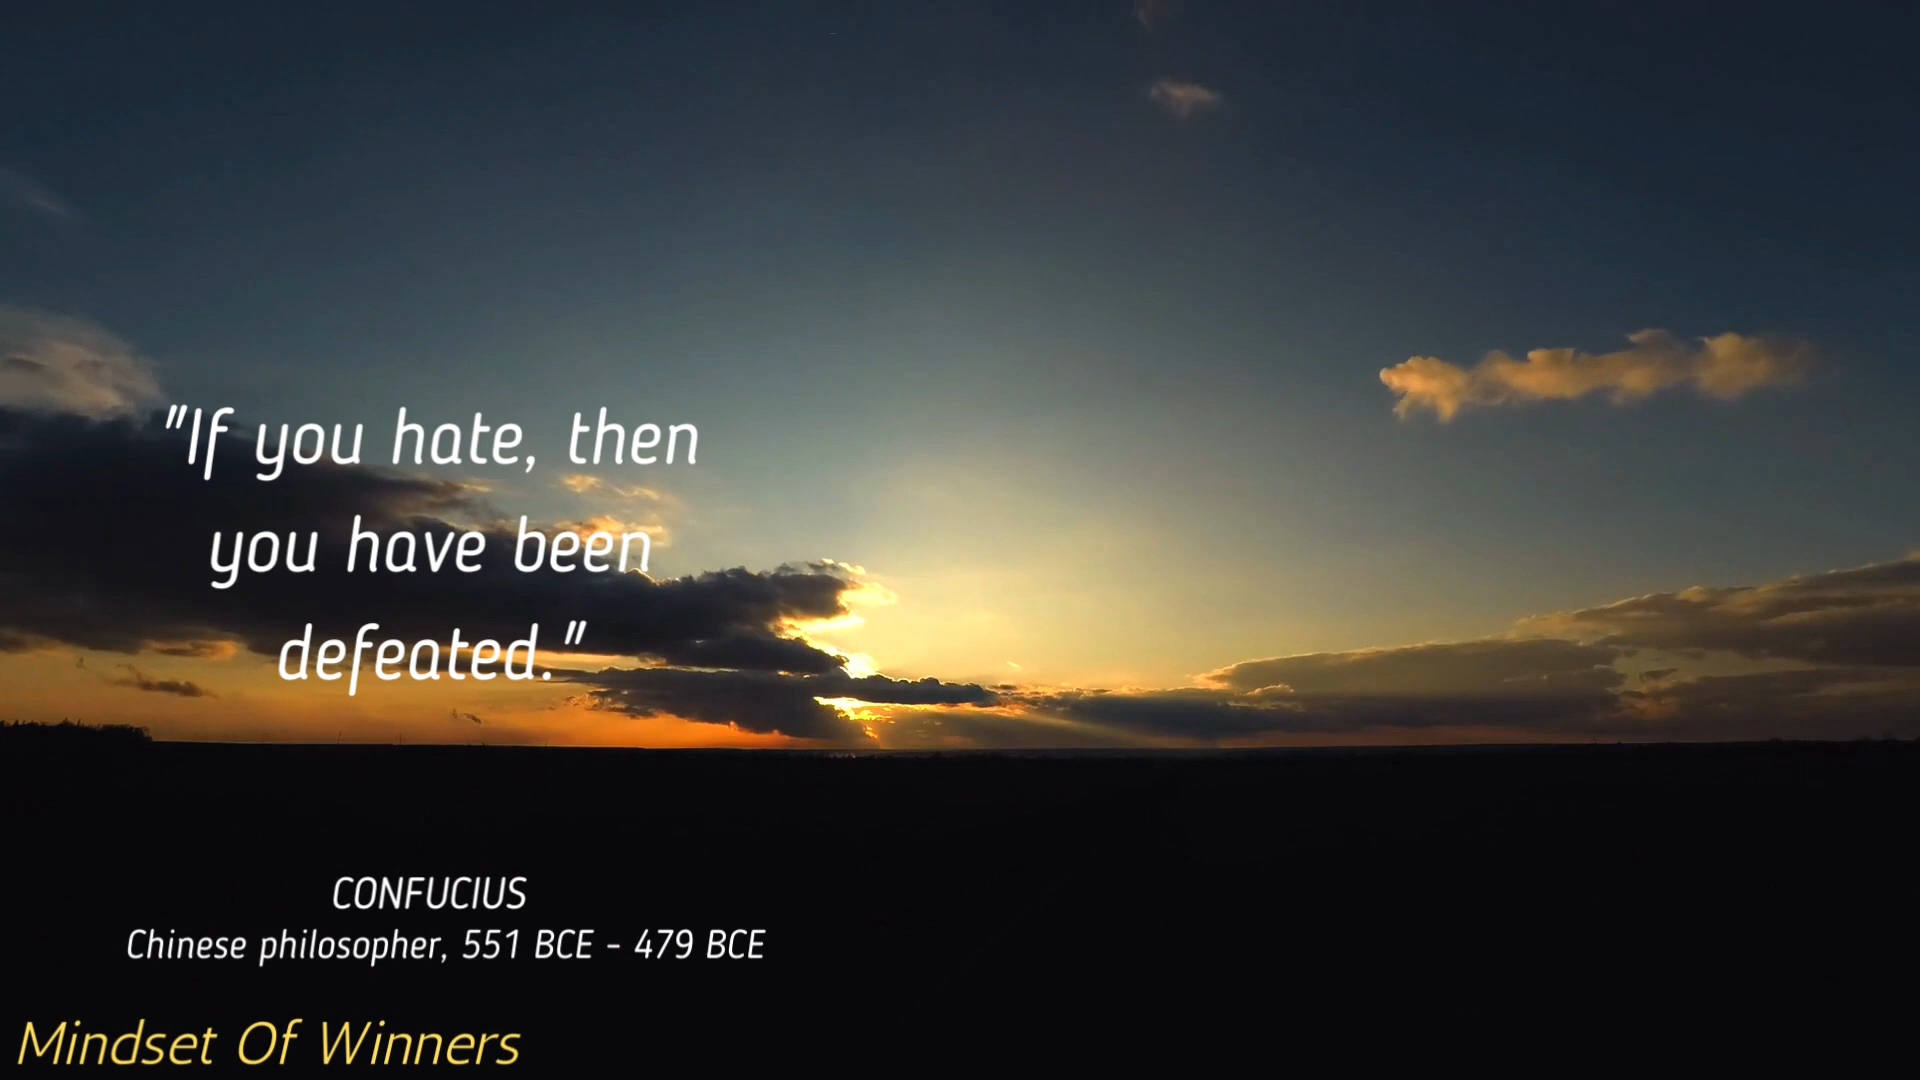 "If you hate, then
you have been
defeated."
CONFUCIUS
Chinese philosopher, 551 BCE - 479 BCE
Mindset Of Winners